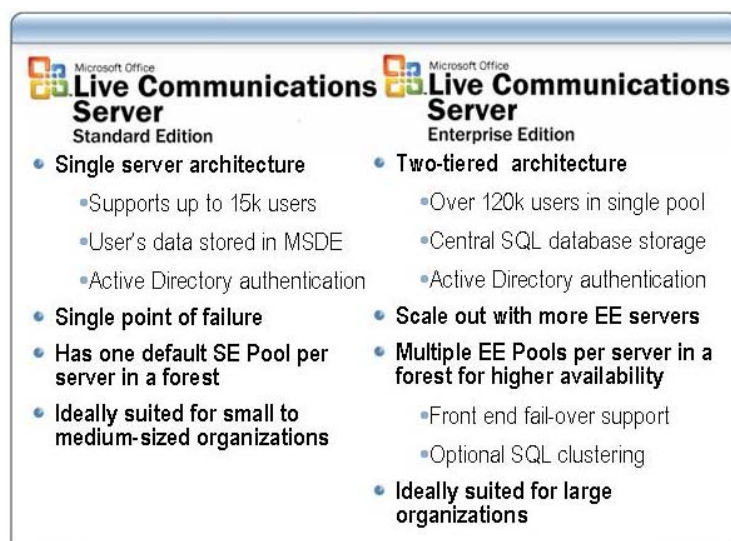 Microsoft Office
Live Communications
Server
Standard Edition
Single server architecture
Supports up to 15k users
User's data stored in MSDE
Active Directory authentication
Single point of failure
Has one default SE Pool per
server in a forest
Ideally suited for small to
medium-sized organizations
Microsoft Office
Live Communications
Server
Enterprise Edition
Two-tiered architecture
Over 120k users in single pool
Central SQL database storage
Active Directory authentication
Scale out with more EE servers
Multiple EE Pools per server in a
forest for higher availability
Front end fail-over support
Optional SQL clustering
Ideally suited for large
organizations